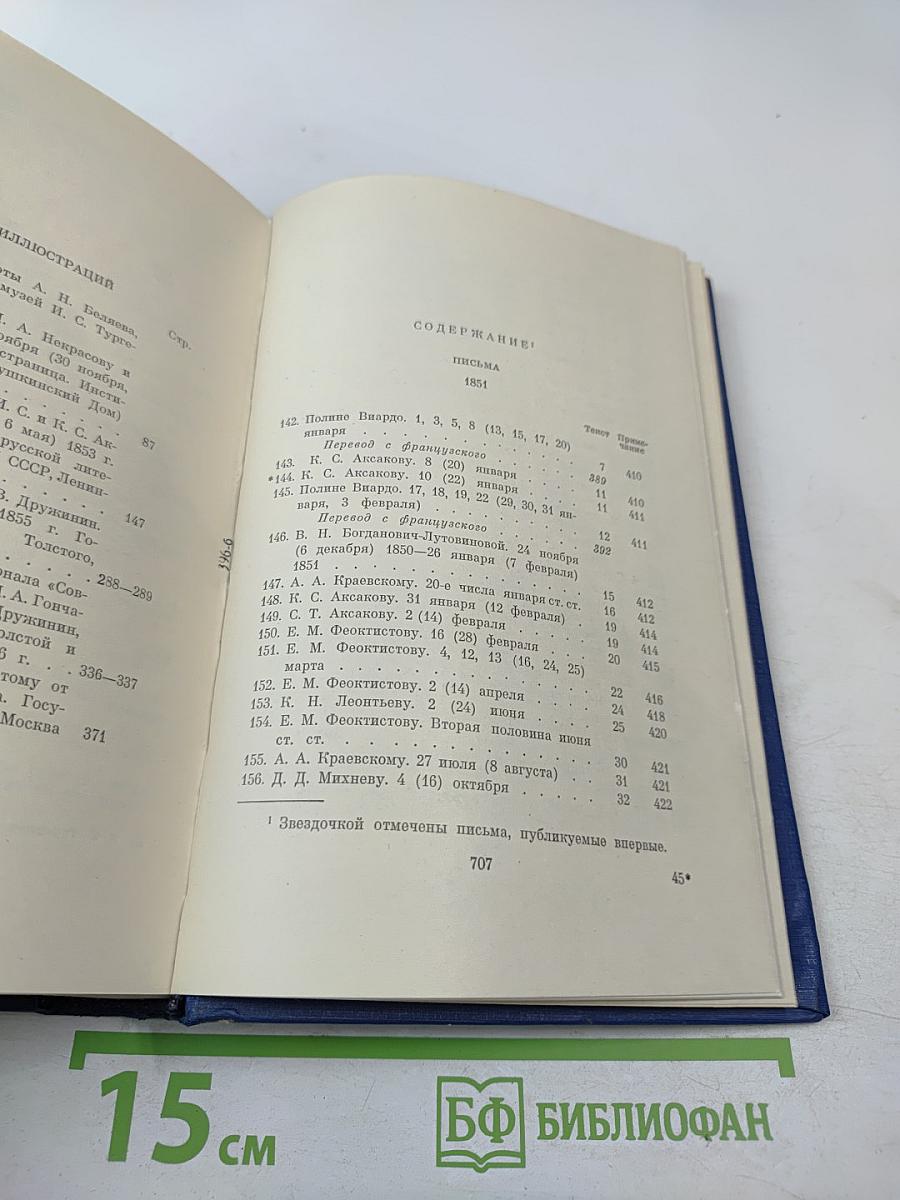 ИЛЛЮСТРАЦИЙ
А. Н. Беляева,
музей И. С. Турге-
Стр.
А. Некрасову и
(30 ноября,
страница. Инсти-
Дом)
87
И. С. и К. С. Ак-
6 мая) 1853 г.
русской лите-
СССР, Ленин-
147
В. Дружинин.
1855 г. Го-
Толстого,
288—289
«Сов-
И. А. Гонча-
Дружинин,
и
6 г. . . 336—337
от
Госу-
Москва 371
396-б
СОДЕРЖАНИЕ¹
ПИСЬМА
1851
Текст Приме-
чание
142. Полине Виардо. 1, 3, 5, 8 (13, 15, 17, 20)
января . . . . . . . . . . 7 410
Перевод с французского . . . . . . 389
143. К. С. Аксакову. 8 (20) января . . . . . 11 410
*144. К. С. Аксакову. 10 (22) января . . . . . 11 411
145. Полине Виардо. 17, 18, 19, 22 (29, 30, 31 ян-
варя, 3 февраля) . . . . . . . . 12 411
Перевод с французского . . . . . . 392
146. В. Н. Богданович-Лутовиновой. 24 ноября
(6 декабря) 1850—26 января (7 февраля)
1851 . . . . . . . . . . . . 15 412
147. А. А. Краевскому. 20-е числа января ст. ст. 16 412
148. К. С. Аксакову. 31 января (12 февраля) . 19 414
149. С. Т. Аксакову. 2 (14) февраля . . . . . 19 414
150. Е. М. Феоктистову. 16 (28) февраля . . . 20 415
151. Е. М. Феоктистову. 4, 12, 13 (16, 24, 25)
марта . . . . . . . . . . . . 22 416
152. Е. М. Феоктистову. 2 (14) апреля . . . . 24 418
153. К. Н. Леонтьеву. 2 (24) июня . . . . . 25 420
154. Е. М. Феоктистову. Вторая половина июня
ст. ст. . . . . . . . . . . . . 30 421
155. А. А. Краевскому. 27 июля (8 августа) . . 31 421
156. Д. Д. Михневу. 4 (16) октября . . . . . 32 422
¹ Звездочкой отмечены письма, публикуемые впервые.
707
45*
15 см
БФ БИБЛИОФАН